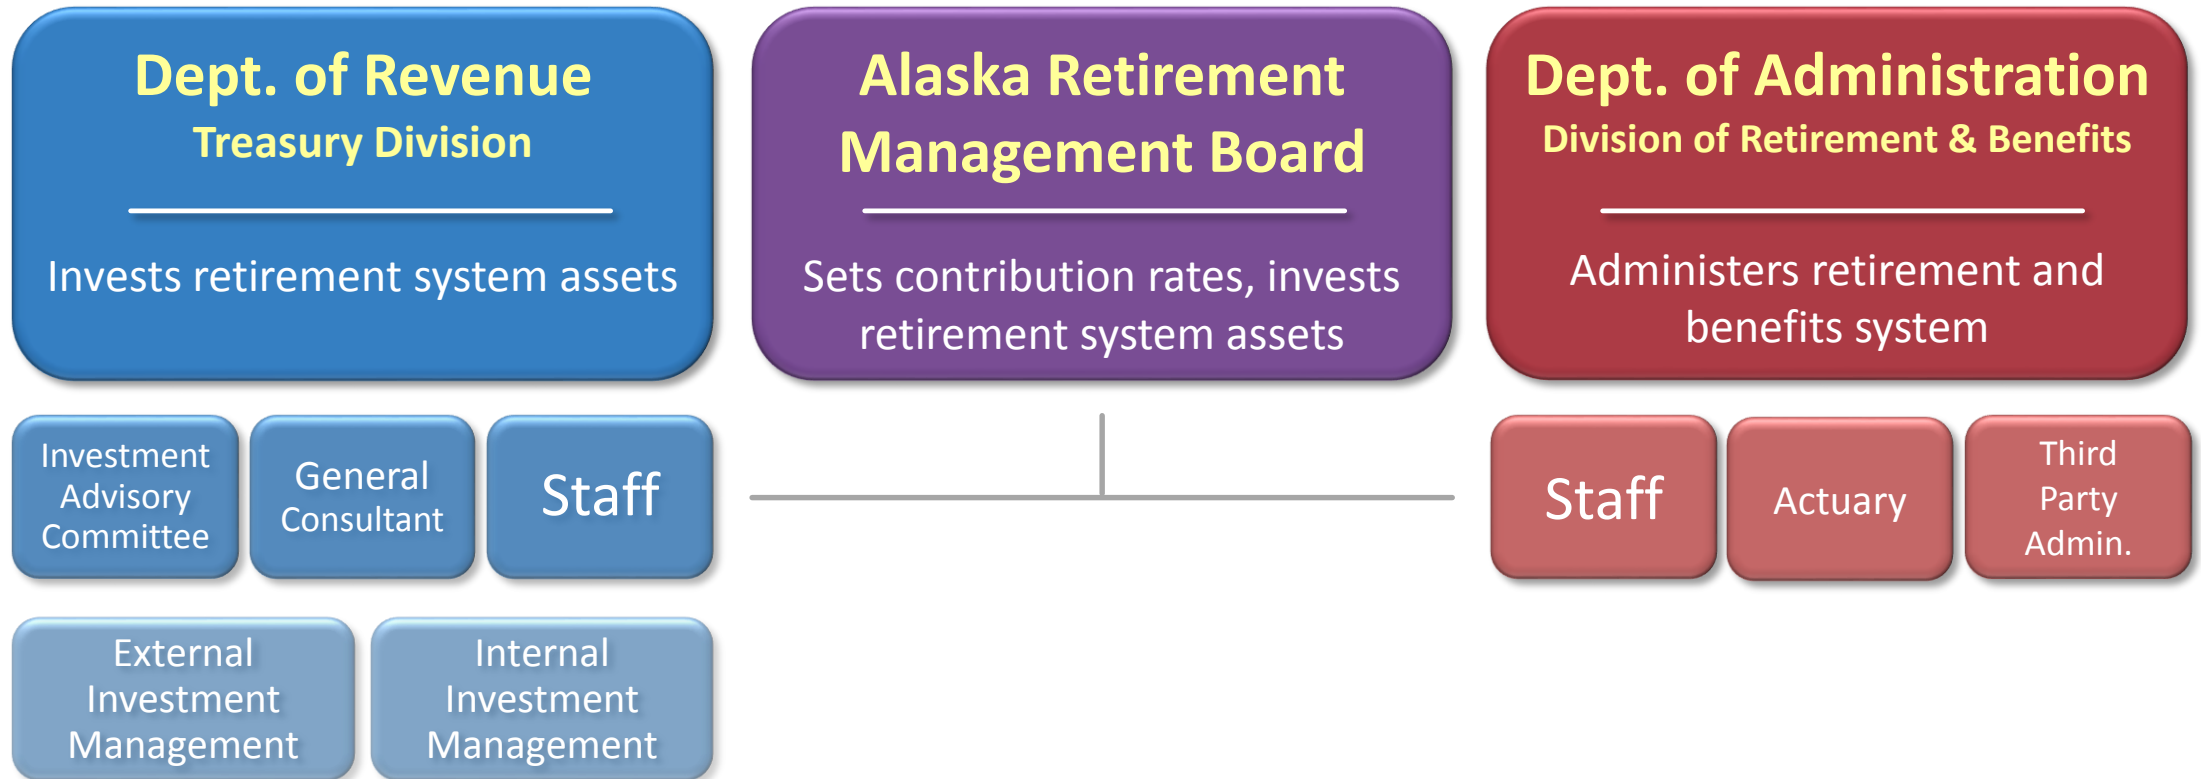 Dept. of Revenue
Treasury Division
Invests retirement system assets
Alaska Retirement
Management Board
Sets contribution rates, invests
retirement system assets
Dept. of Administration
Division of Retirement & Benefits
Administers retirement and
benefits system
Investment
Advisory
Committee
General
Consultant
Staff
Staff
Actuary
Third
Party
Admin.
External
Investment
Management
Internal
Investment
Management